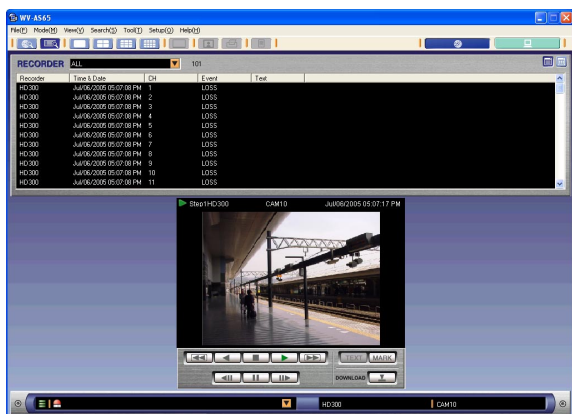 WV-AS65
File(F) Mode(M) View(V) Search(S) Tool(T) Setup(O) Help(H)
RECORDER ALL 101
Recorder Time & Date CH Event Text
HD300 Jul/06/2005 05:07:08 PM 1 LOSS
HD300 Jul/06/2005 05:07:08 PM 2 LOSS
HD300 Jul/06/2005 05:07:08 PM 3 LOSS
HD300 Jul/06/2005 05:07:08 PM 4 LOSS
HD300 Jul/06/2005 05:07:08 PM 5 LOSS
HD300 Jul/06/2005 05:07:08 PM 6 LOSS
HD300 Jul/06/2005 05:07:08 PM 7 LOSS
HD300 Jul/06/2005 05:07:08 PM 8 LOSS
HD300 Jul/06/2005 05:07:08 PM 9 LOSS
HD300 Jul/06/2005 05:07:08 PM 10 LOSS
HD300 Jul/06/2005 05:07:08 PM 11 LOSS
Step1HD300 CAM10 Jul/06/2005 05:07:17 PM
TEXT MARK
DOWNLOAD
HD300 CAM10